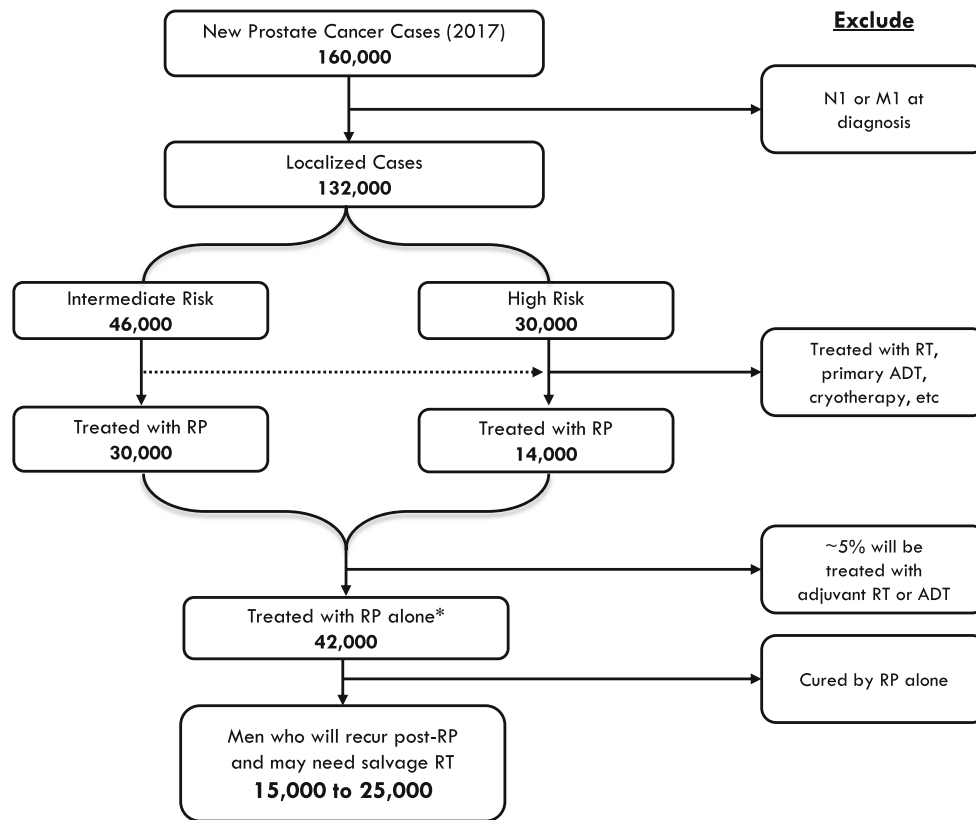 Exclude
New Prostate Cancer Cases (2017)
160,000
N1 or M1 at
diagnosis
Localized Cases
132,000
Intermediate Risk
46,000
High Risk
30,000
Treated with RT,
primary ADT,
cryotherapy, etc
Treated with RP
30,000
Treated with RP
14,000
~5% will be
treated with
adjuvant RT or ADT
Treated with RP alone*
42,000
Cured by RP alone
Men who will recur post-RP
and may need salvage RT
15,000 to 25,000